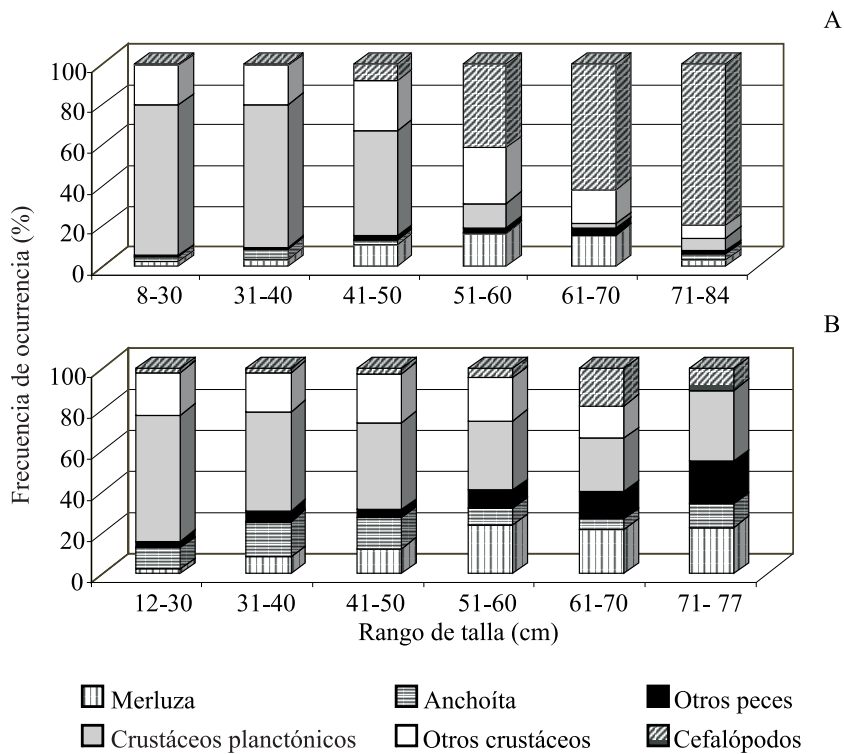 A
100
80
60
40
20
0
8-30 31-40 41-50 51-60 61-70 71-84
B
100
80
60
40
20
0
12-30 31-40 41-50 51-60 61-70 71- 77
Frecuencia de ocurrencia (%)
Rango de talla (cm)
Merluza Anchoíta Otros peces
Crustáceos planctónicos Otros crustáceos Cefalópodos